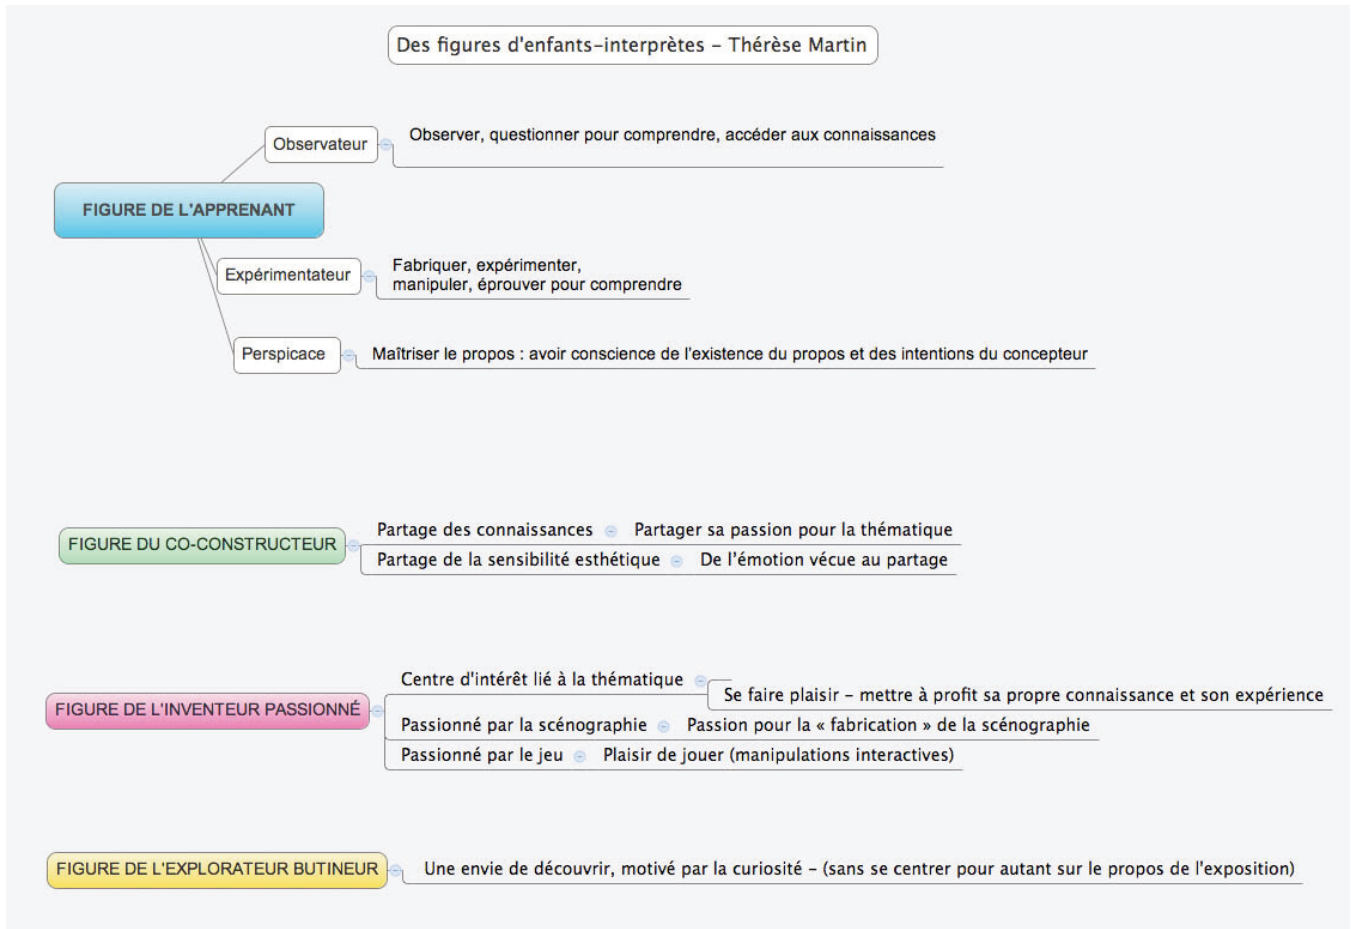 Des figures d'enfants-interprètes – Thérèse Martin
Observateur
Observer, questionner pour comprendre, accéder aux connaissances
FIGURE DE L'APPRENANT
Expérimentateur
Fabriquer, expérimenter,
manipuler, éprouver pour comprendre
Perspicace
Maîtriser le propos : avoir conscience de l'existence du propos et des intentions du concepteur
FIGURE DU CO-CONSTRUCTEUR
Partage des connaissances
Partager sa passion pour la thématique
Partage de la sensibilité esthétique
De l’émotion vécue au partage
FIGURE DE L'INVENTEUR PASSIONNÉ
Centre d'intérêt lié à la thématique
Se faire plaisir – mettre à profit sa propre connaissance et son expérience
Passionné par la scénographie
Passion pour la « fabrication » de la scénographie
Passionné par le jeu
Plaisir de jouer (manipulations interactives)
FIGURE DE L'EXPLORATEUR BUTINEUR
Une envie de découvrir, motivé par la curiosité – (sans se centrer pour autant sur le propos de l'exposition)